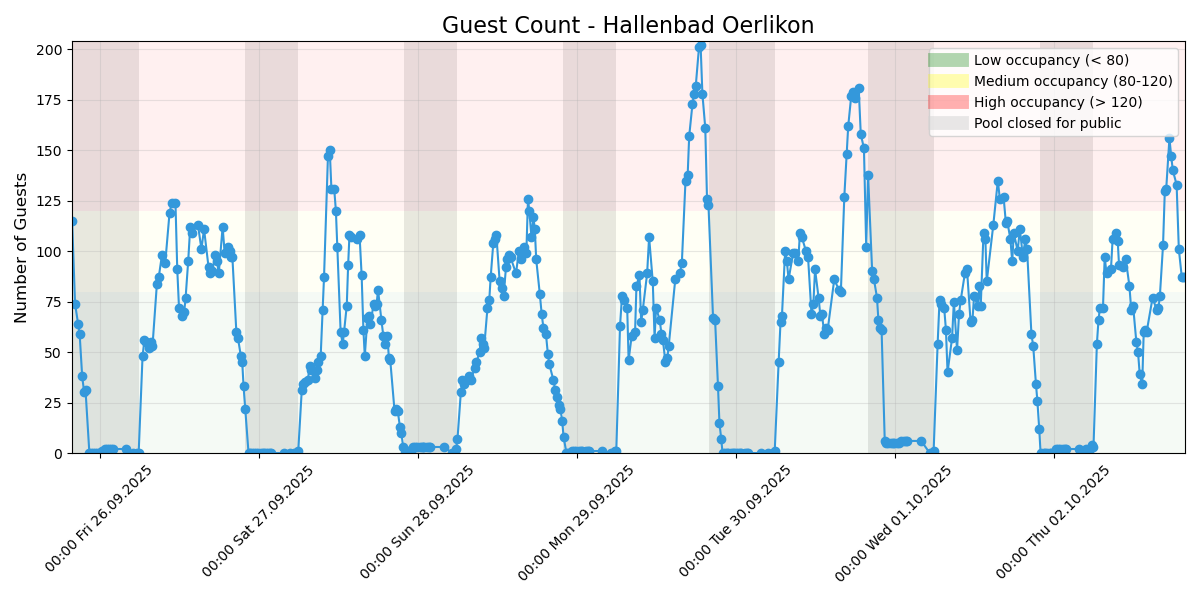 Guest Count - Hallenbad Oerlikon
Number of Guests
200
175
150
125
100
75
50
25
0
Low occupancy (< 80)
Medium occupancy (80-120)
High occupancy (> 120)
Pool closed for public
00:00 Fri 26.09.2025
00:00 Sat 27.09.2025
00:00 Sun 28.09.2025
00:00 Mon 29.09.2025
00:00 Tue 30.09.2025
00:00 Wed 01.10.2025
00:00 Thu 02.10.2025